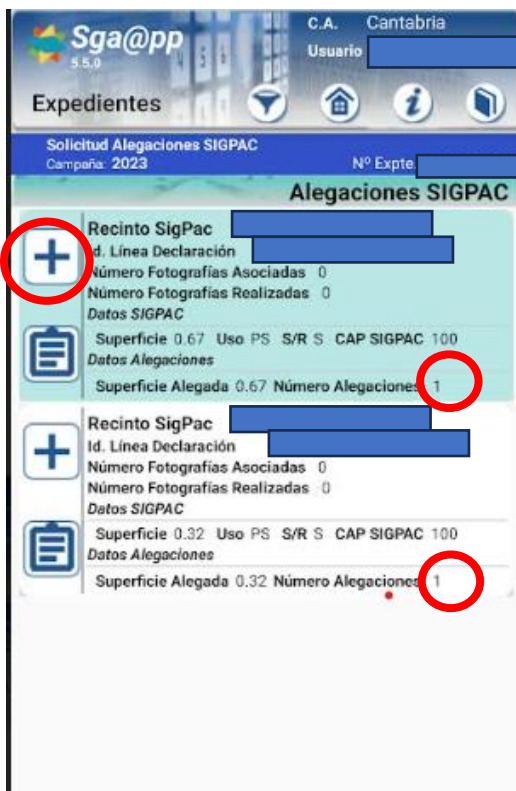 C.A. Cantabria
Sga@pp
5.5.0
Usuario
Expedientes
Solicitud Alegaciones SIGPAC
Campaña: 2023 Nº Expte.
Alegaciones SIGPAC
Recinto SigPac
Id. Línea Declaración
Número Fotografías Asociadas 0
Número Fotografías Realizadas 0
Datos SIGPAC
Superficie 0.67 Uso PS S/R S CAP SIGPAC 100
Datos Alegaciones
Superficie Alegada 0.67 Número Alegaciones 1
Recinto SigPac
Id. Línea Declaración
Número Fotografías Asociadas 0
Número Fotografías Realizadas 0
Datos SIGPAC
Superficie 0.32 Uso PS S/R S CAP SIGPAC 100
Datos Alegaciones
Superficie Alegada 0.32 Número Alegaciones 1